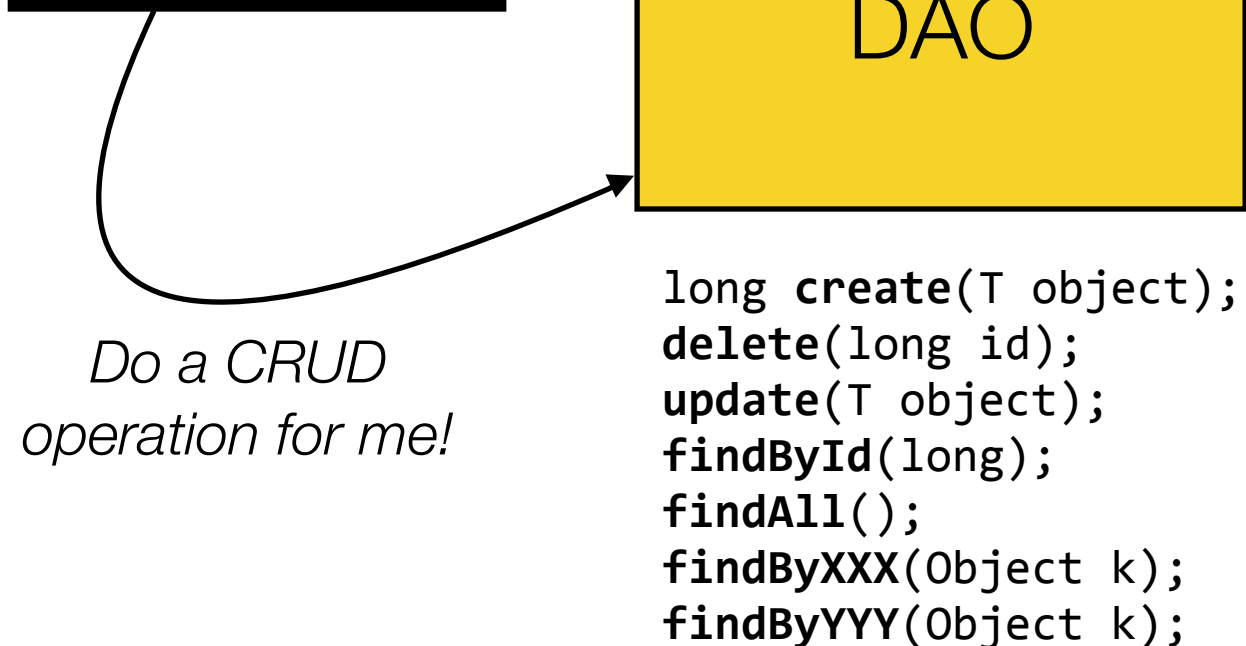 DAO
Do a CRUD
operation for me!
long create(T object);
delete(long id);
update(T object);
findById(long);
findAll();
findByXXX(Object k);
findByYYY(Object k);